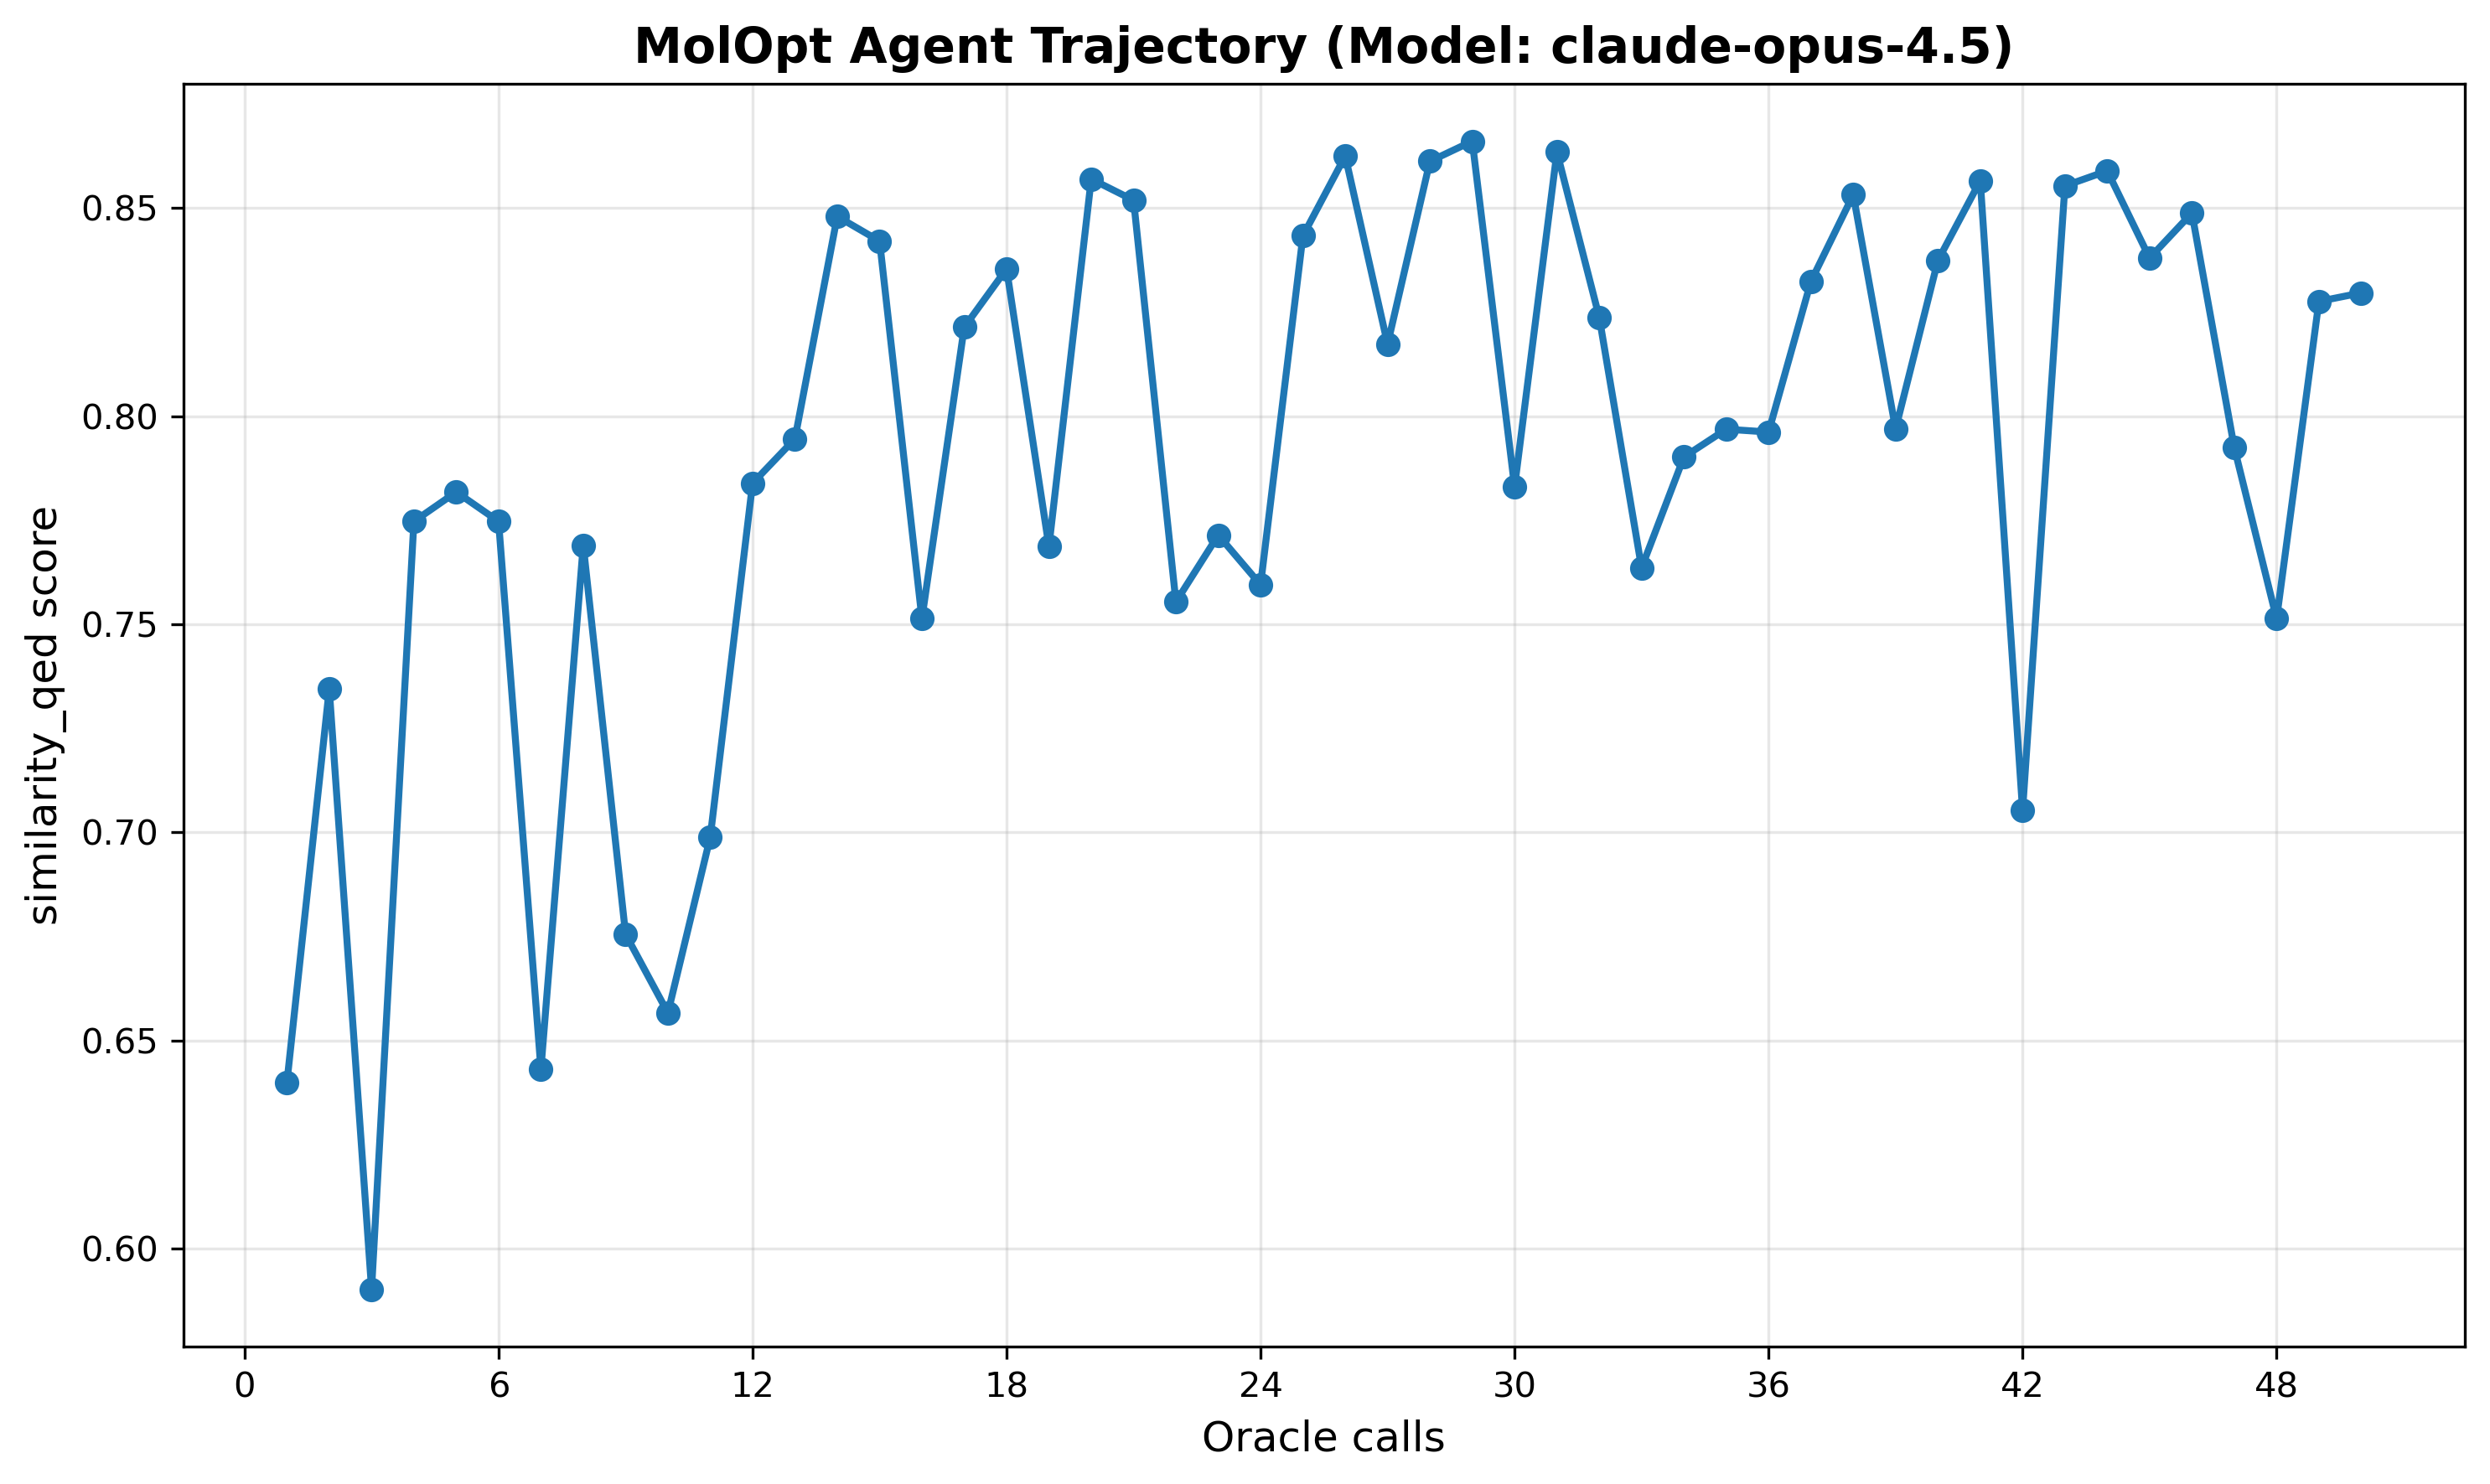 MolOpt Agent Trajectory (Model: claude-opus-4.5)
similarity_qed score
0.85
0.80
0.75
0.70
0.65
0.60
0 6 12 18 24 30 36 42 48
Oracle calls